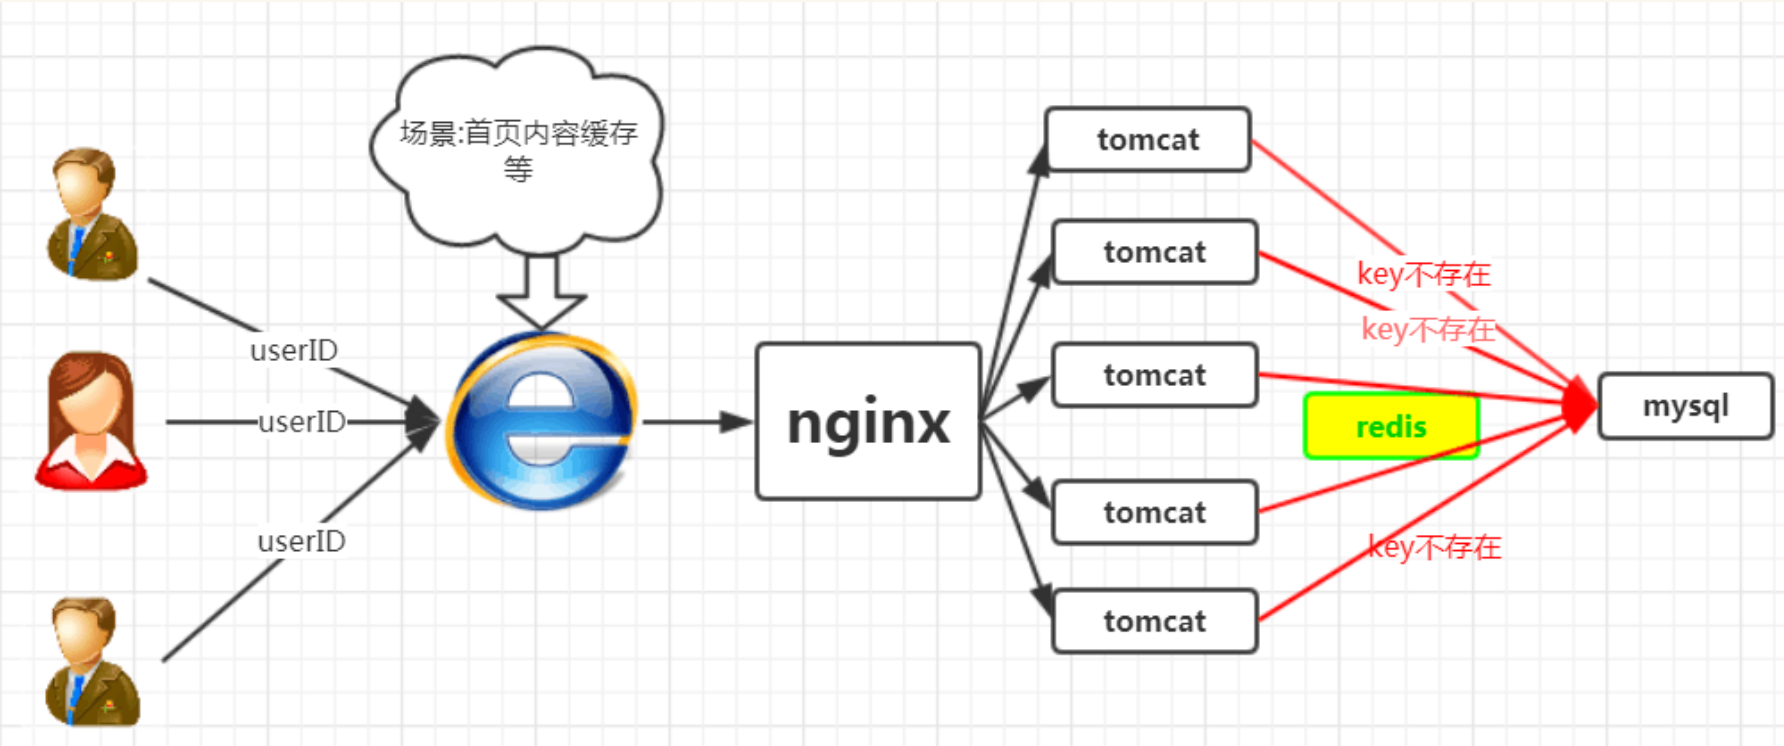 场景:首页内容缓存
等
userID
userID
userID
nginx
tomcat
tomcat
tomcat
tomcat
tomcat
key不存在
key不存在
redis
key不存在
mysql